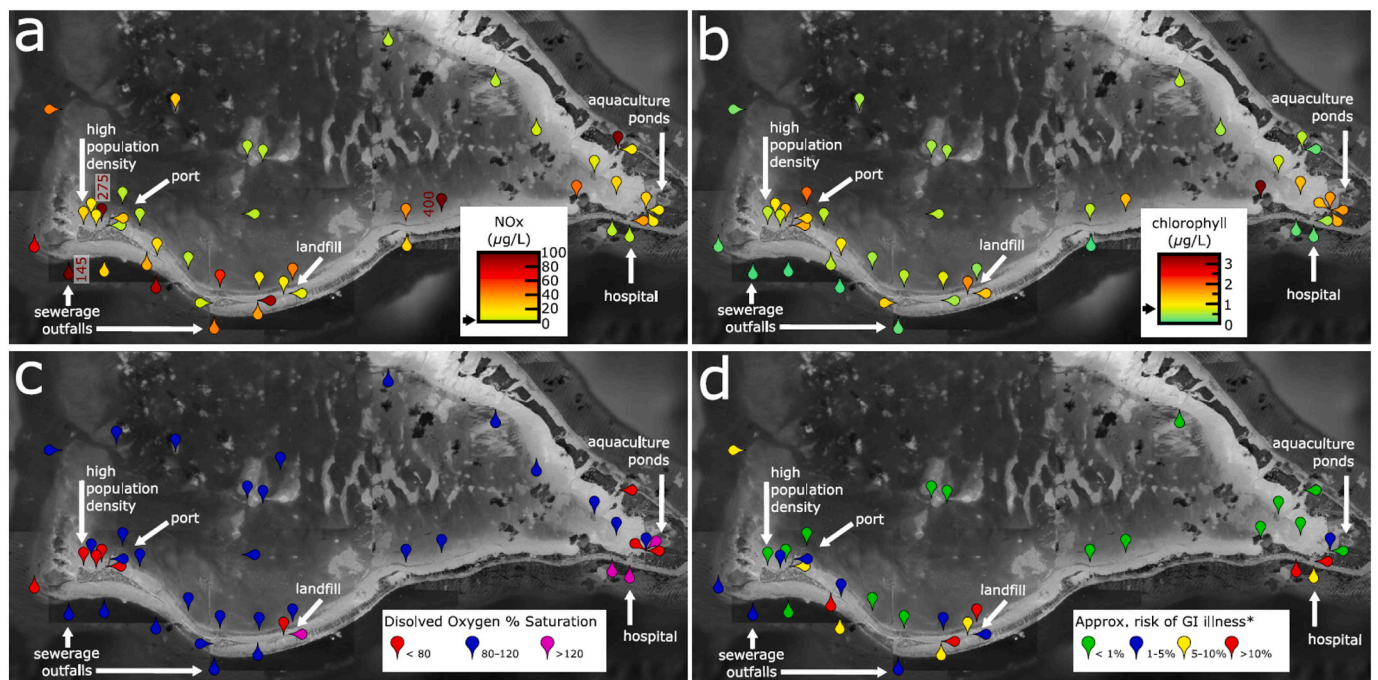 a
high
population
density
275
port
145
sewerage
outfalls
landfill
400
NOx
(µg/L)
100
80
60
40
20
0
aquaculture
ponds
hospital
b
high
population
density
port
sewerage
outfalls
landfill
chlorophyll
(µg/L)
3
2
1
0
aquaculture
ponds
hospital
c
high
population
density
port
sewerage
outfalls
landfill
Disolved Oxygen % Saturation
< 80 80-120 >120
aquaculture
ponds
hospital
d
high
population
density
port
sewerage
outfalls
landfill
Approx. risk of GI illness*
< 1% 1-5% 5-10% >10%
aquaculture
ponds
hospital